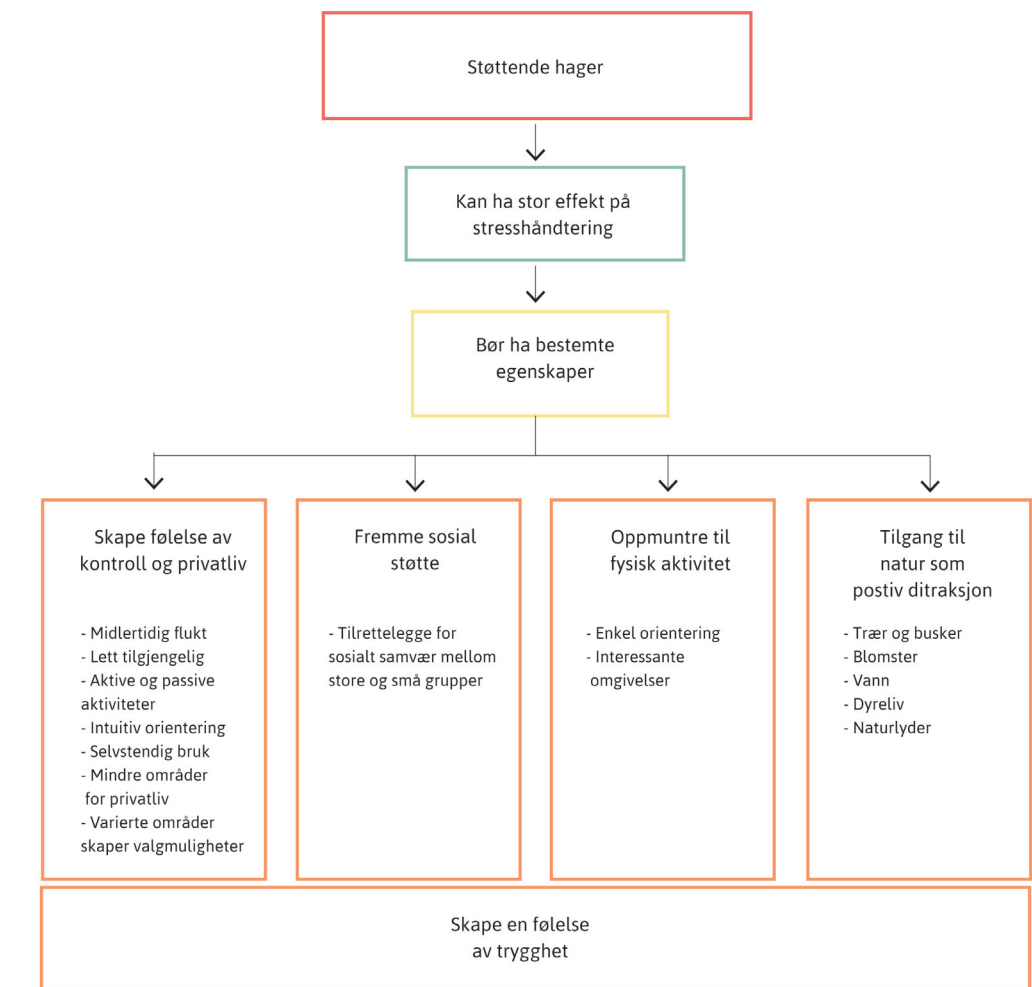 Støttende hager
Kan ha stor effekt på
stresshåndtering
Bør ha bestemte
egenskaper
Skape følelse av
kontroll og privatliv
- Midlertidig flukt
- Lett tilgjengelig
- Aktive og passive
aktiviteter
- Intuitiv orientering
- Selvstendig bruk
- Mindre områder
for privatliv
- Varierte områder
skaper valgmuligheter
Fremme sosial
støtte
- Tilrettelegge for
sosialt samvær mellom
store og små grupper
Oppmuntre til
fysisk aktivitet
- Enkel orientering
- Interessante
omgivelser
Tilgang til
natur som
postiv ditraksjon
- Trær og busker
- Blomster
- Vann
- Dyreliv
- Naturlyder
Skape en følelse
av trygghet